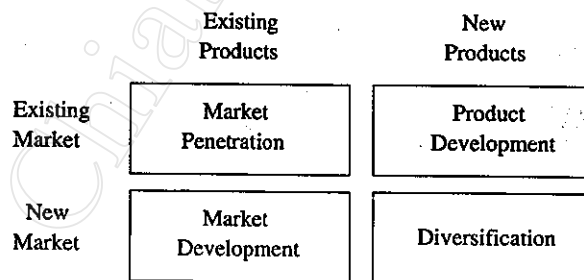 Existing
Products
New
Products
Existing
Market
Market
Penetration
Product
Development
New
Market
Market
Development
Diversification